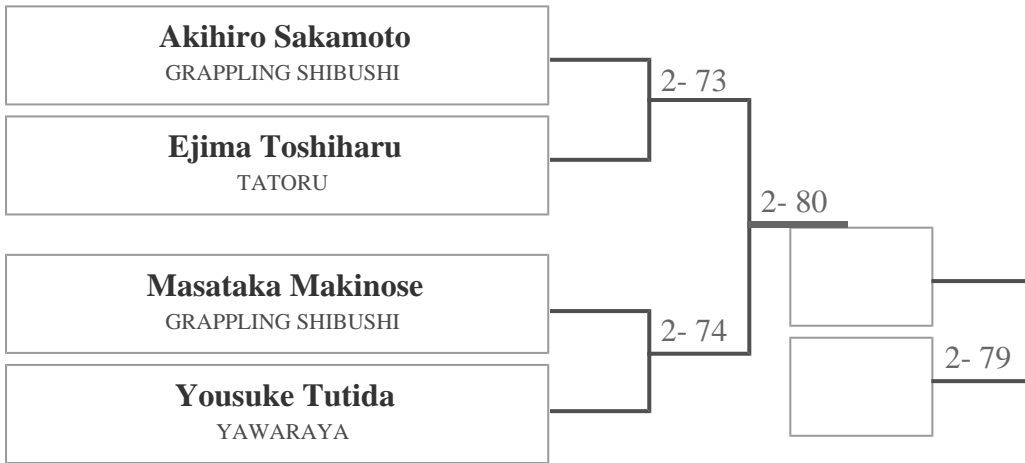 Akihiro Sakamoto
GRAPPLING SHIBUSHI
2- 73
Ejima Toshiharu
TATORU
2- 80
Masataka Makinose
GRAPPLING SHIBUSHI
2- 74
2- 79
Yousuke Tutida
YAWARAYA